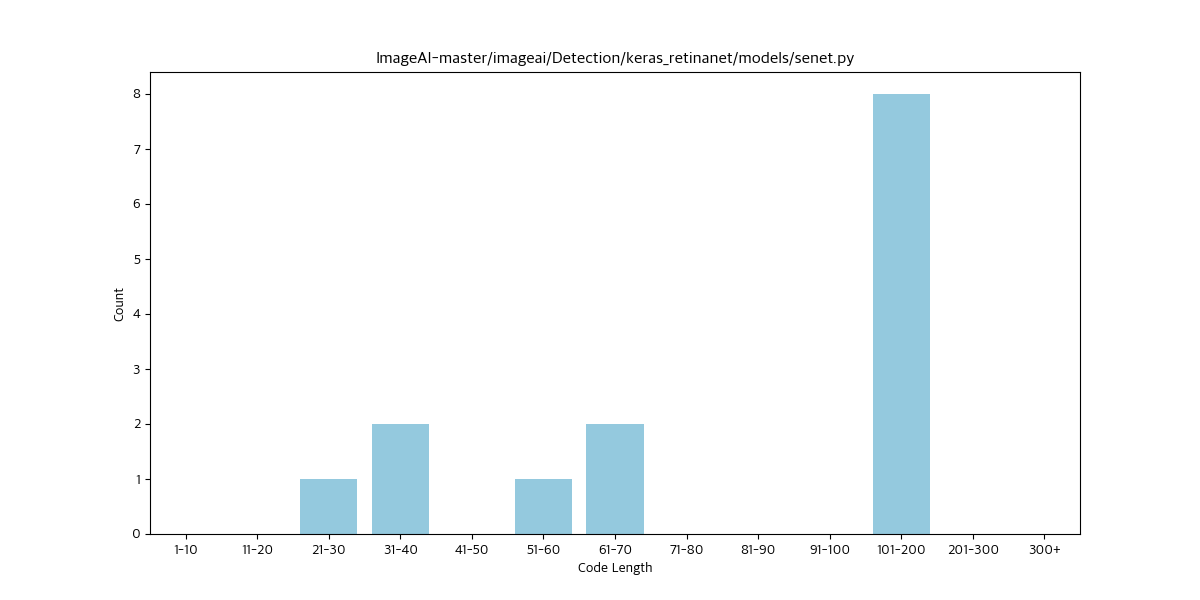 ImageAI-master/imageai/Detection/keras_retinanet/models/senet.py
8
7
6
5
4
3
2
1
0
Count
1-10 11-20 21-30 31-40 41-50 51-60 61-70 71-80 81-90 91-100 101-200 201-300 300+
Code Length